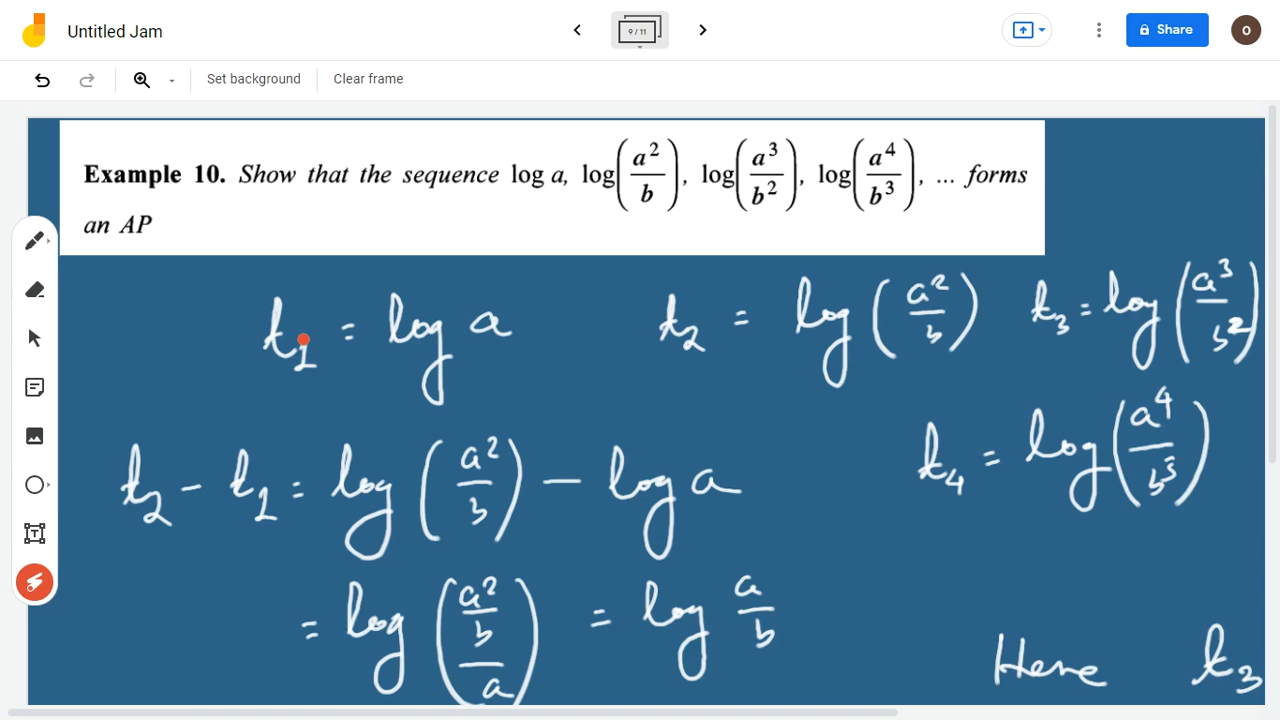 Untitled Jam
9 / 11
Share
O
Set background
Clear frame
Example 10. Show that the sequence log a, log(a²/b), log(a³/b²), log(a⁴/b³), ... forms
an AP
t₁ = log a
t₂ = log (a²/b)
t₃ = log (a³/b²)
t₂ - t₁ = log (a²/b) - log a
t₄ = log (a⁴/b³)
= log ((a²/b)/a) = log a/b
Here t₃